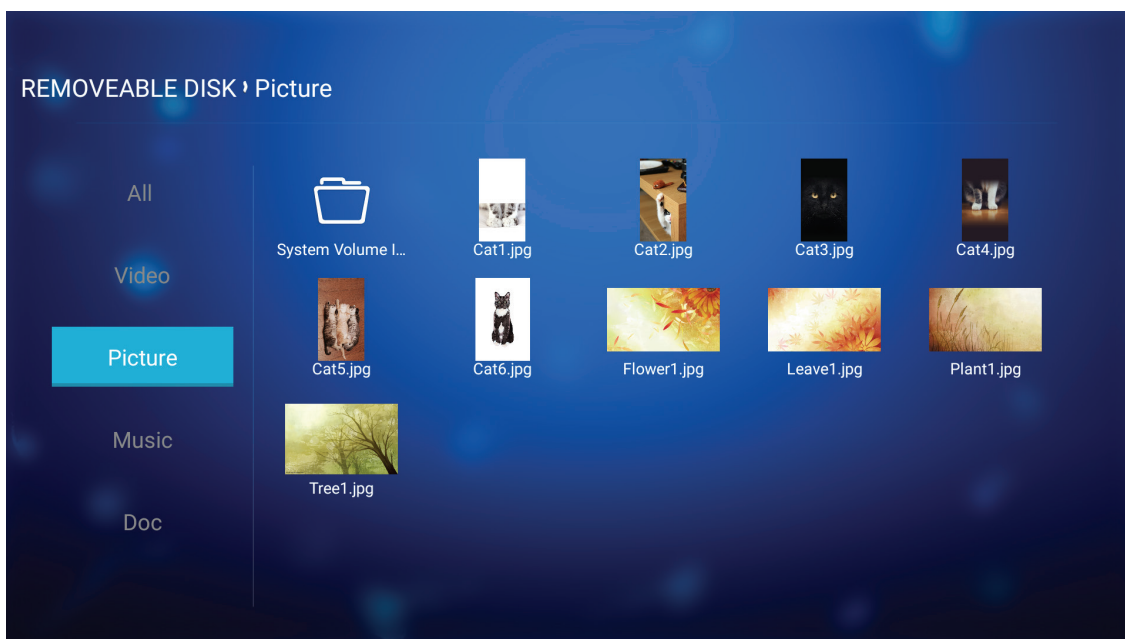 REMOVEABLE DISK › Picture
All
Video
Picture
Music
Doc
System Volume I...
Cat1.jpg
Cat2.jpg
Cat3.jpg
Cat4.jpg
Cat5.jpg
Cat6.jpg
Flower1.jpg
Leave1.jpg
Plant1.jpg
Tree1.jpg